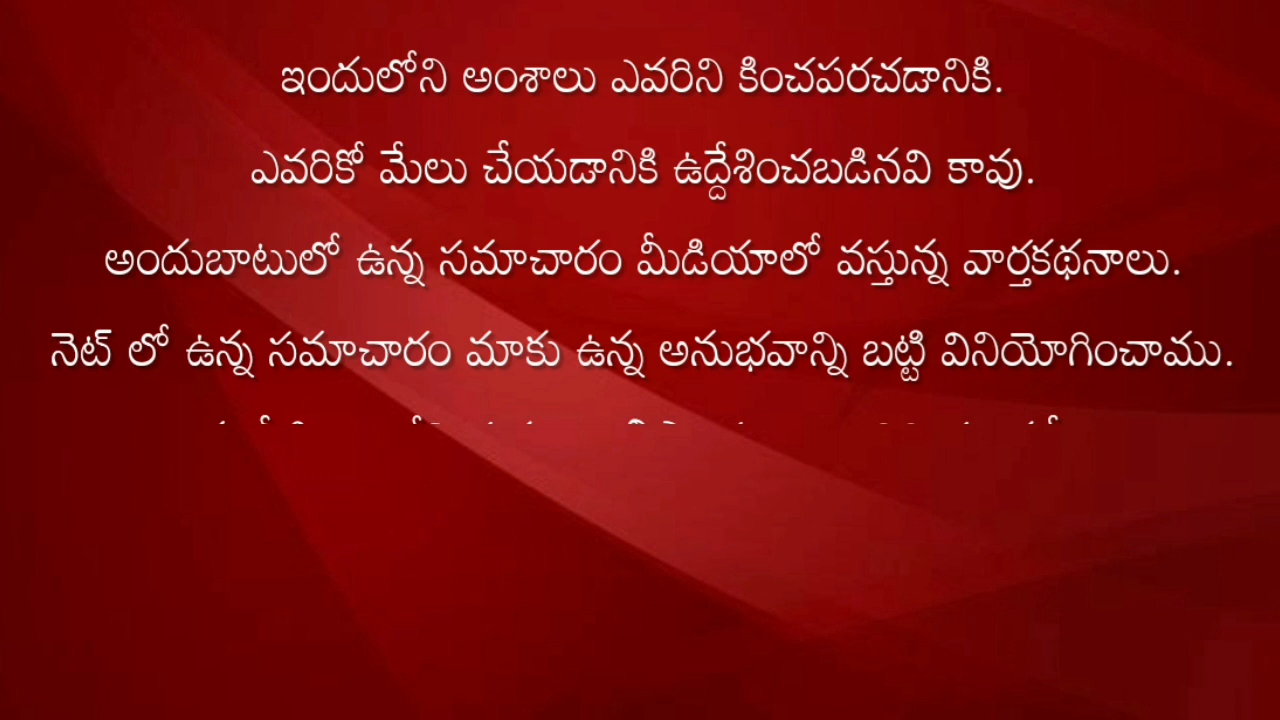 ఇందులోని అంశాలు ఎవరిని కించపరచడానికి.
ఎవరికో మేలు చేయడానికి ఉద్దేశించబడినవి కావు.
అందుబాటులో ఉన్న సమాచారం మీడియాలో వస్తున్న వార్తకథనాలు.
నెట్ లో ఉన్న సమాచారం మాకు ఉన్న అనుభవాన్ని బట్టి వినియోగించాము.